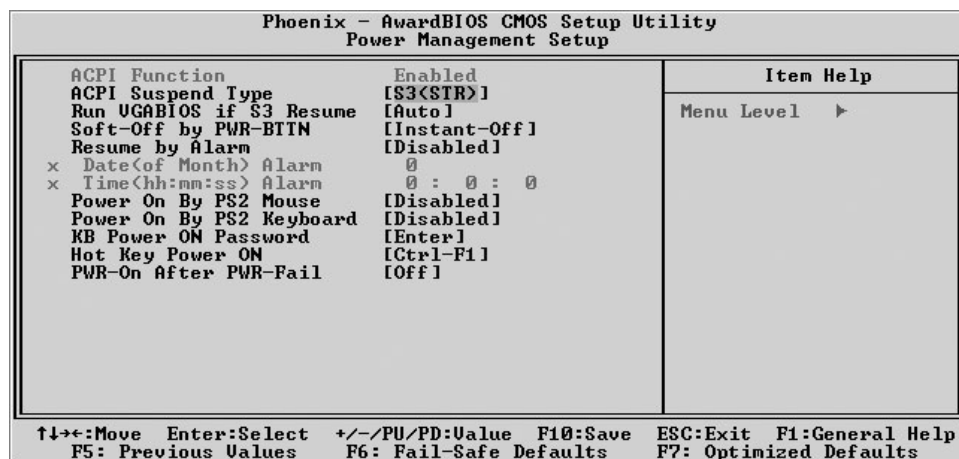 Phoenix - AwardBIOS CMOS Setup Utility
Power Management Setup
ACPI Function Enabled
ACPI Suspend Type [S3<STR>]
Run VGABIOS if S3 Resume [Auto]
Soft-Off by PWR-BTTN [Instant-Off]
Resume by Alarm [Disabled]
x Date<of Month> Alarm 0
x Time<hh:mm:ss> Alarm 0 : 0 : 0
Power On By PS2 Mouse [Disabled]
Power On By PS2 Keyboard [Disabled]
KB Power ON Password [Enter]
Hot Key Power ON [Ctrl-F1]
PWR-On After PWR-Fail [Off]
Item Help
Menu Level ►
↑↓→←:Move Enter:Select +/-/PU/PD:Value F10:Save ESC:Exit F1:General Help
F5: Previous Values F6: Fail-Safe Defaults F7: Optimized Defaults